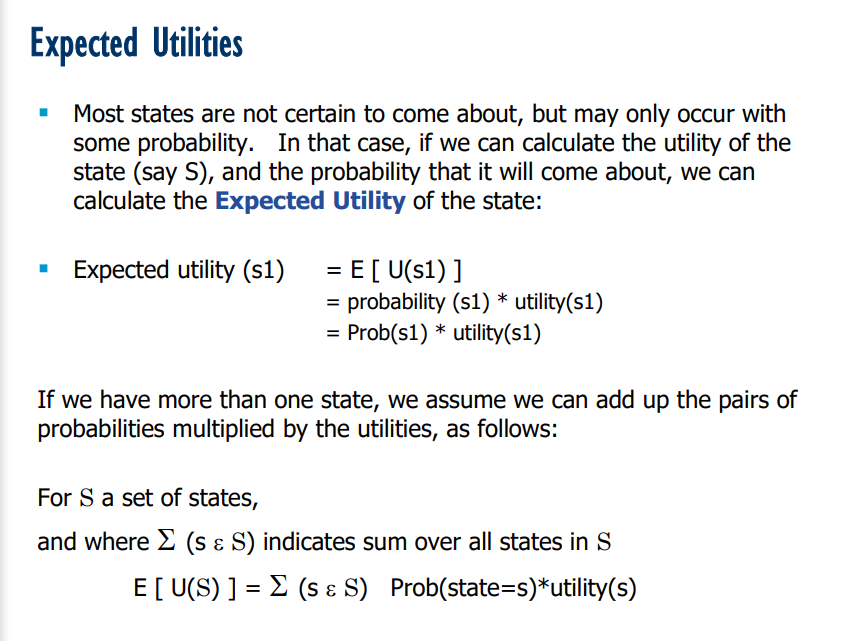 Expected Utilities
▪ Most states are not certain to come about, but may only occur with
some probability. In that case, if we can calculate the utility of the
state (say S), and the probability that it will come about, we can
calculate the Expected Utility of the state:
▪ Expected utility (s1) = E [ U(s1) ]
= probability (s1) * utility(s1)
= Prob(s1) * utility(s1)
If we have more than one state, we assume we can add up the pairs of
probabilities multiplied by the utilities, as follows:
For S a set of states,
and where Σ (s ε S) indicates sum over all states in S
E [ U(S) ] = Σ (s ε S) Prob(state=s)*utility(s)